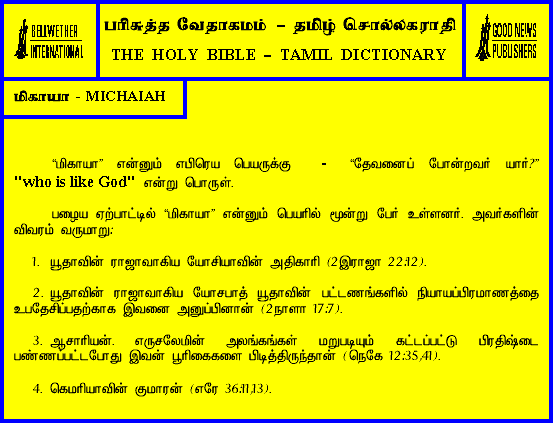 BELLWETHER
INTERNATIONAL
பரிசுத்த வேதாகமம் – தமிழ் சொல்லகராதி
THE HOLY BIBLE – TAMIL DICTIONARY
GOOD NEWS
PUBLISHERS
மிகாயா - MICHAIAH
“மிகாயா” என்னும் எபிரெய பெயருக்கு - “தேவனைப் போன்றவர் யார்?”
"who is like God" என்று பொருள்.
பழைய ஏற்பாட்டில் “மிகாயா” என்னும் பெயரில் மூன்று பேர் உள்ளனர். அவர்களின்
விவரம் வருமாறு:
1. யூதாவின் ராஜாவாகிய யோசியாவின் அதிகாரி (2இராஜா 22:12).
2. யூதாவின் ராஜாவாகிய யோசபாத் யூதாவின் பட்டணங்களில் நியாயப்பிரமாணத்தை
உபதேசிப்பதற்காக இவனை அனுப்பினான் (2நாளா 17:7).
3. ஆசாரியன். எருசலேமின் அலங்கங்கள் மறுபடியும் கட்டப்பட்டு பிரதிஷ்டை
பண்ணப்பட்டபோது இவன் பூரிகைகளை பிடித்திருந்தான் (நெகே 12:35,41).
4. கெமரியாவின் குமாரன் (எரே 36:11,13).